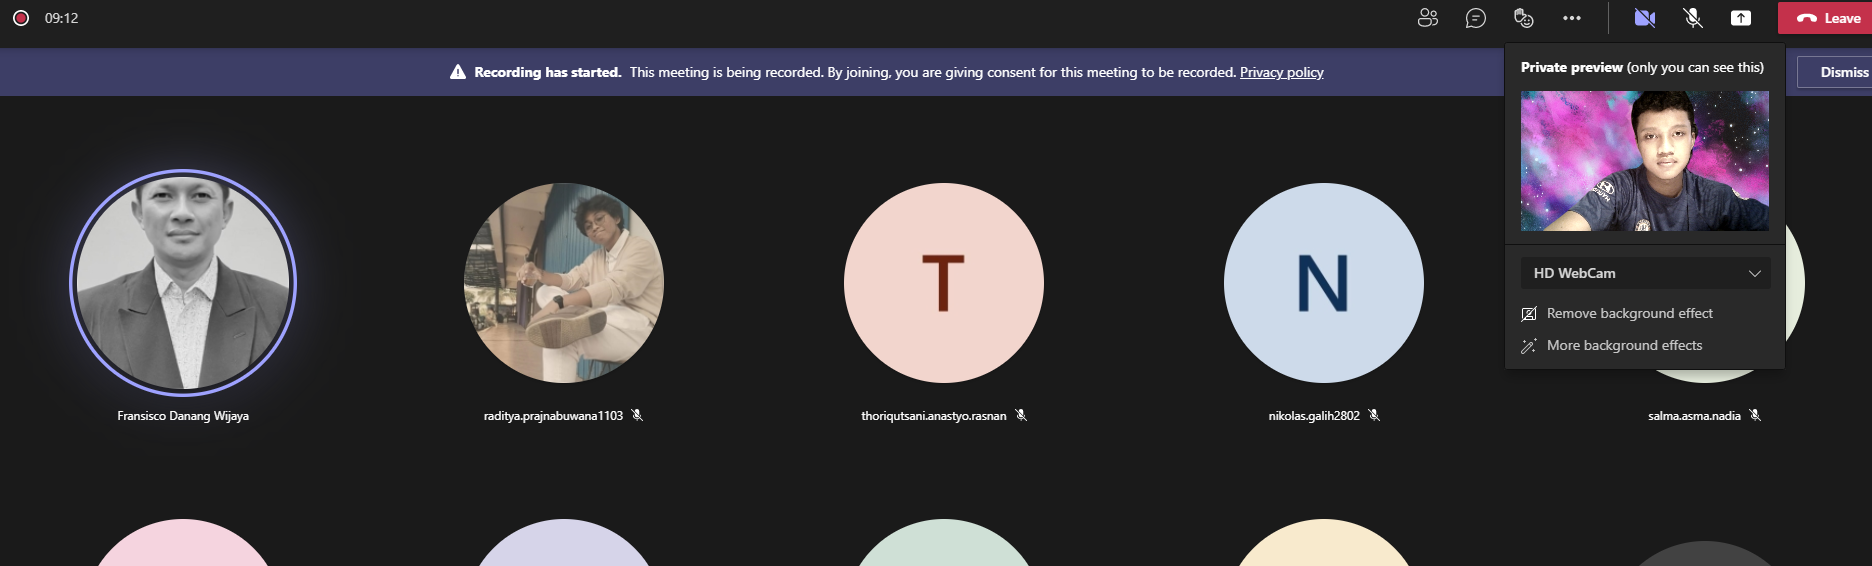 09:12
Leave
Recording has started. This meeting is being recorded. By joining, you are giving consent for this meeting to be recorded. Privacy policy
Dismiss
Private preview (only you can see this)
HD WebCam
Remove background effect
More background effects
T
N
Fransisco Danang Wijaya
raditya.prajnabuwana1103
thoriqutsani.anastyo.rasnan
nikolas.galih2802
salma.asma.nadia